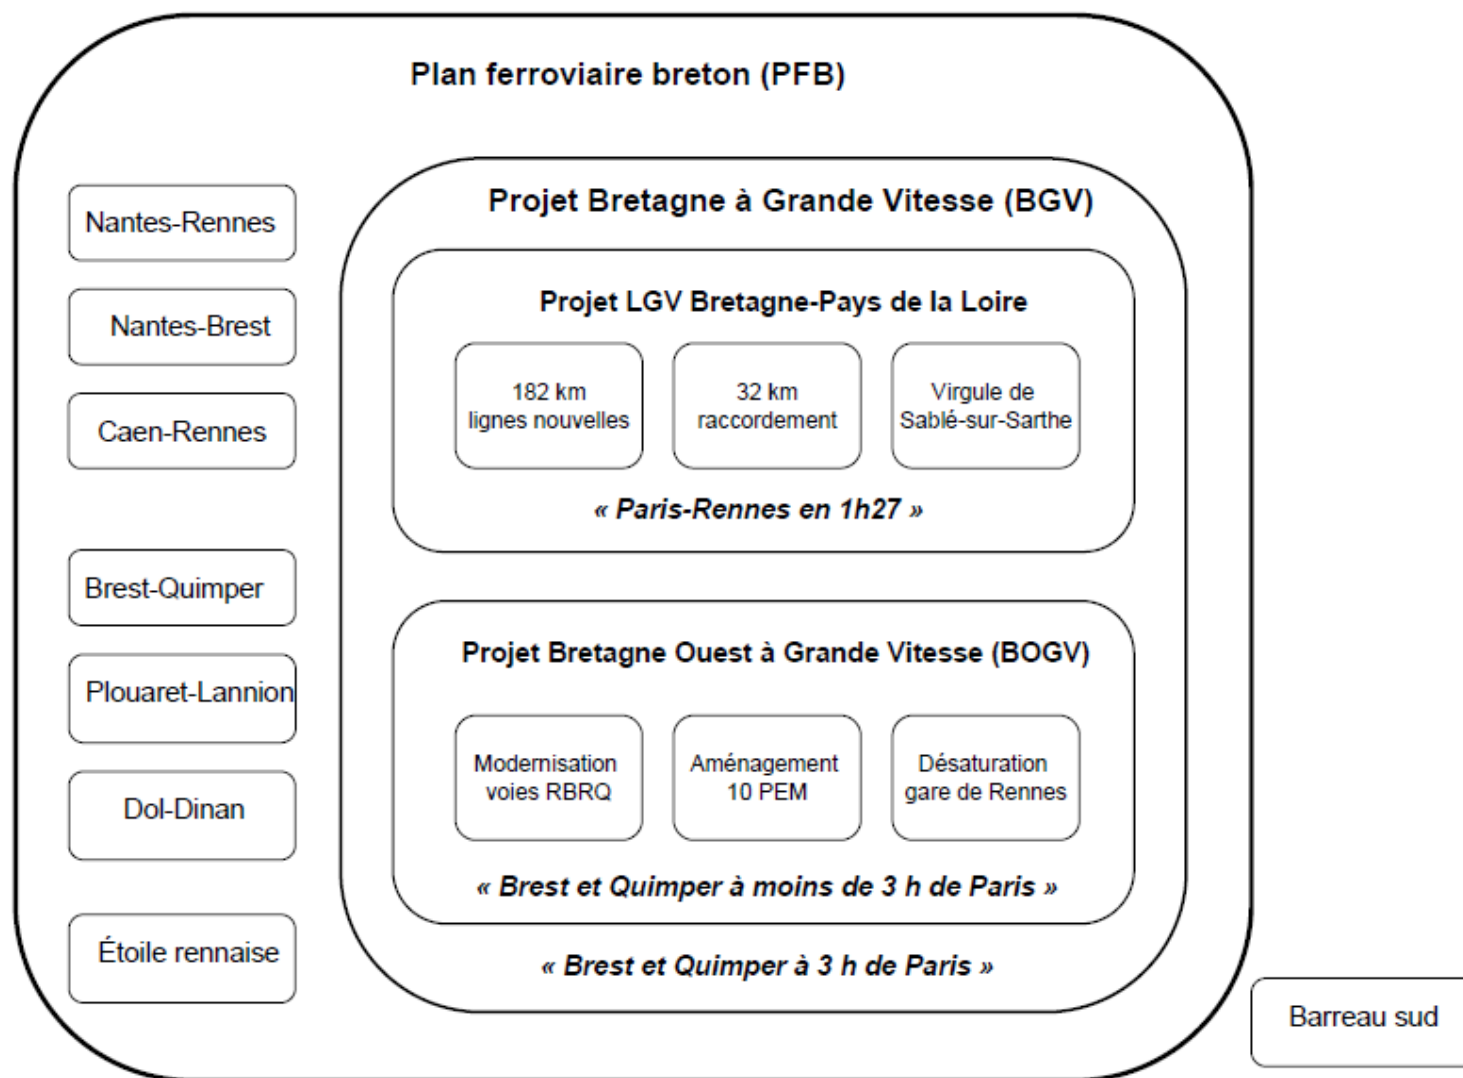 Plan ferroviaire breton (PFB)
Nantes-Rennes
Nantes-Brest
Caen-Rennes
Brest-Quimper
Plouaret-Lannion
Dol-Dinan
Étoile rennaise
Projet Bretagne à Grande Vitesse (BGV)
Projet LGV Bretagne-Pays de la Loire
182 km
lignes nouvelles
32 km
raccordement
Virgule de
Sablé-sur-Sarthe
« Paris-Rennes en 1h27 »
Projet Bretagne Ouest à Grande Vitesse (BOGV)
Modernisation
voies RBRQ
Aménagement
10 PEM
Désaturation
gare de Rennes
« Brest et Quimper à moins de 3 h de Paris »
« Brest et Quimper à 3 h de Paris »
Barreau sud